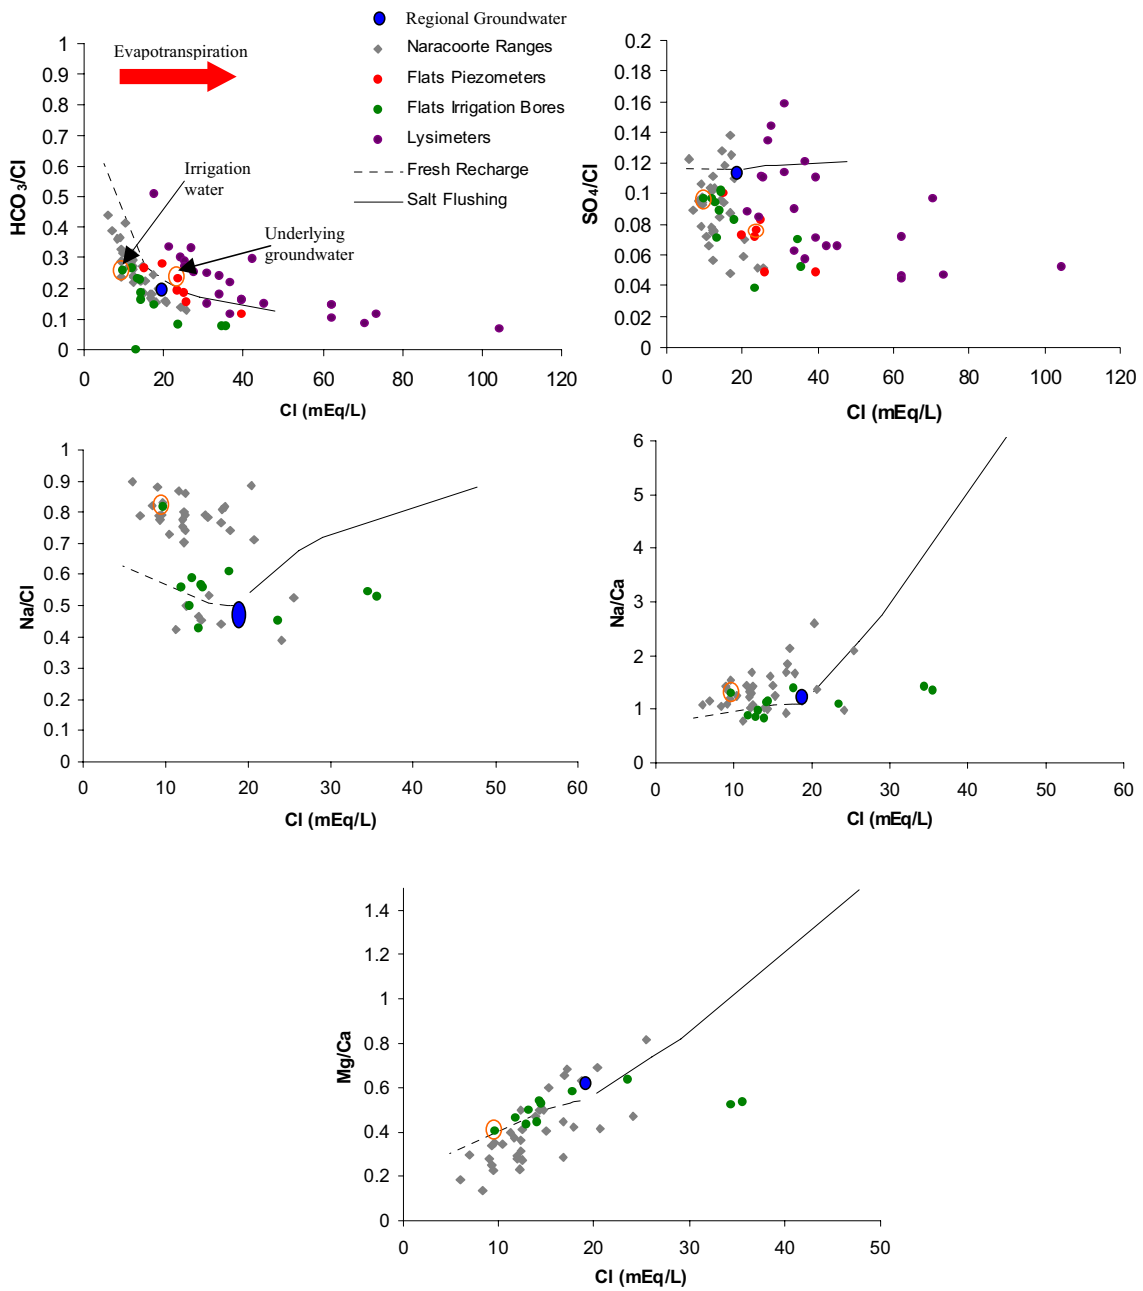 Regional Groundwater
Naracoorte Ranges
Flats Piezometers
Flats Irrigation Bores
Lysimeters
Fresh Recharge
Salt Flushing
Evapotranspiration
Irrigation
water
Underlying
groundwater
HCO₃/Cl
1
0.9
0.8
0.7
0.6
0.5
0.4
0.3
0.2
0.1
0
0 20 40 60 80 100 120
Cl (mEq/L)
SO₄/Cl
0.2
0.18
0.16
0.14
0.12
0.1
0.08
0.06
0.04
0.02
0
0 20 40 60 80 100 120
Cl (mEq/L)
Na/Cl
1
0.9
0.8
0.7
0.6
0.5
0.4
0.3
0.2
0.1
0
0 10 20 30 40 50 60
Cl (mEq/L)
Na/Ca
6
5
4
3
2
1
0
0 10 20 30 40 50 60
Cl (mEq/L)
Mg/Ca
1.4
1.2
1
0.8
0.6
0.4
0.2
0
0 10 20 30 40 50
Cl (mEq/L)